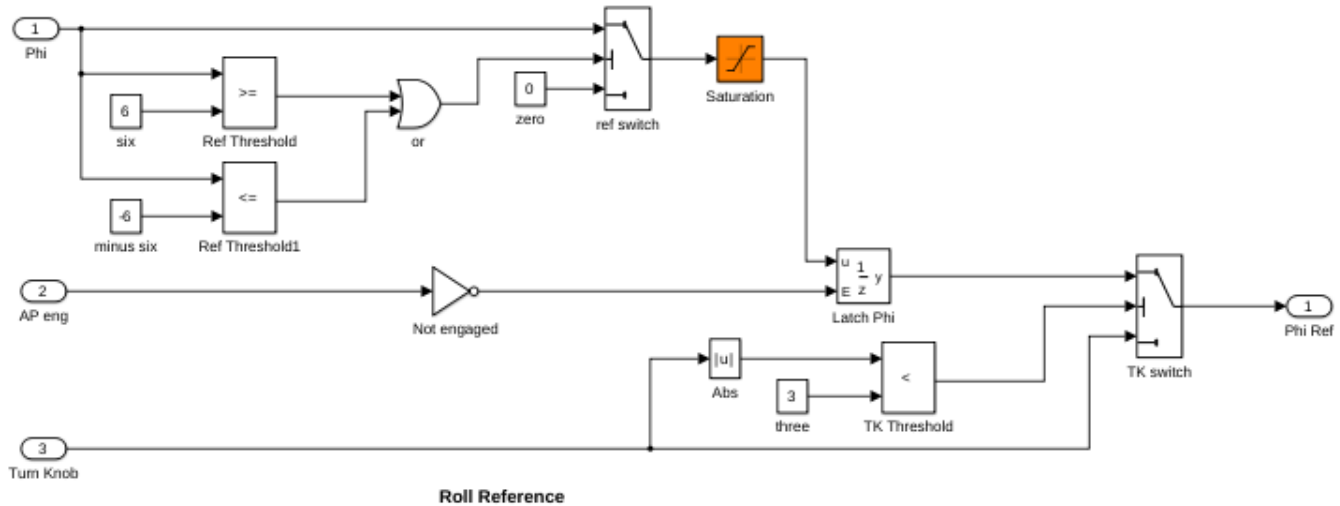 1
Phi
6
six
>=
Ref Threshold
-6
minus six
<=
Ref Threshold1
or
0
zero
ref switch
Saturation
2
AP eng
Not engaged
u
1
z
y
E
Latch Phi
|u|
Abs
3
three
<
TK Threshold
TK switch
1
Phi Ref
3
Turn Knob
Roll Reference